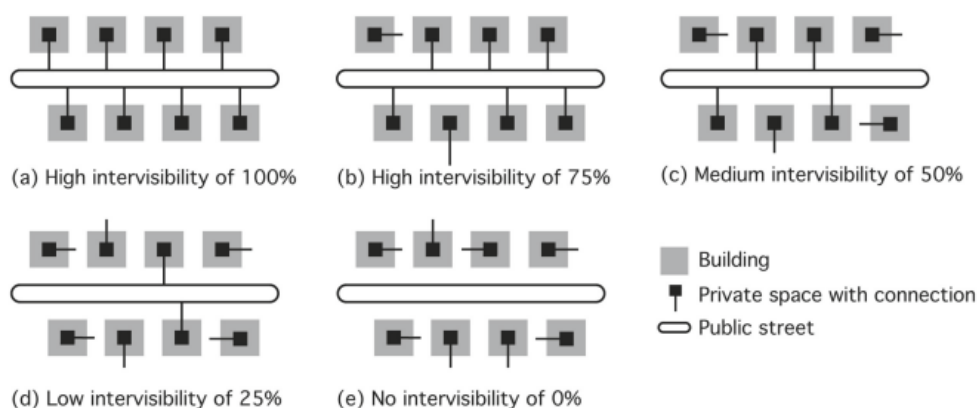 (a) High intervisibility of 100%
(b) High intervisibility of 75%
(c) Medium intervisibility of 50%
(d) Low intervisibility of 25%
(e) No intervisibility of 0%
Building
Private space with connection
Public street